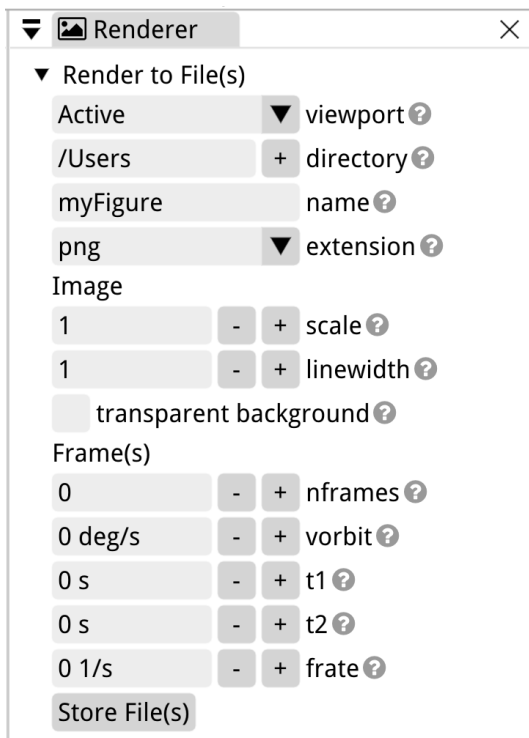 Renderer
Render to File(s)
Active viewport
/Users + directory
myFigure name
png extension
Image
1 - + scale
1 - + linewidth
transparent background
Frame(s)
0 - + nframes
0 deg/s - + vorbit
0 s - + t1
0 s - + t2
0 1/s - + frate
Store File(s)